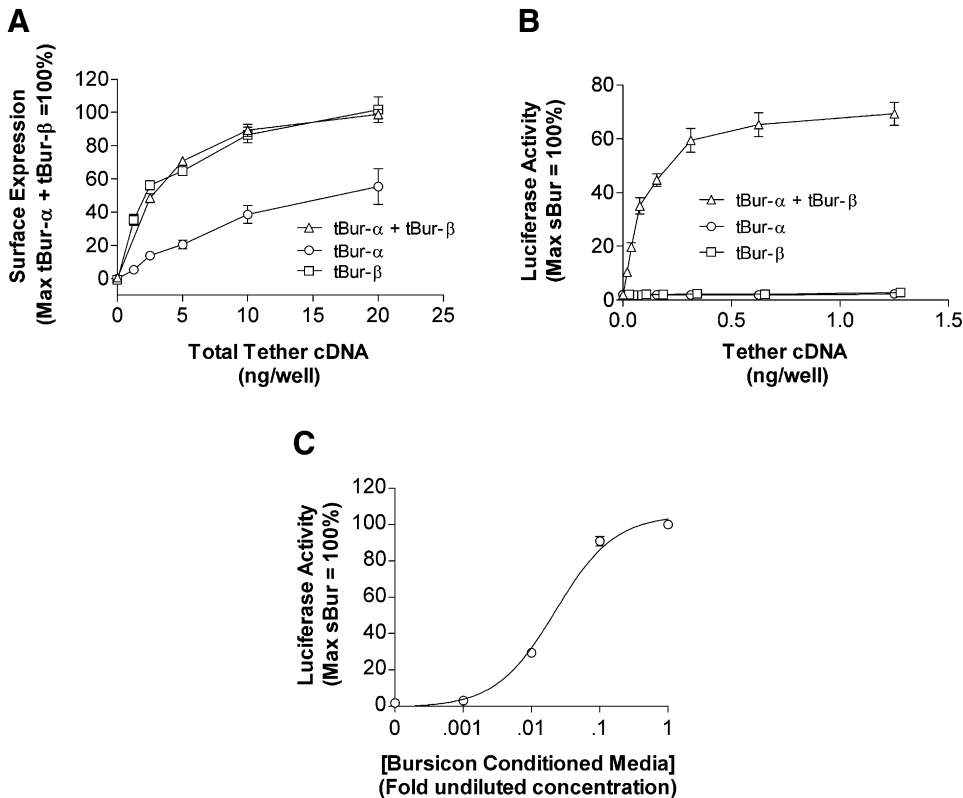 A
Surface Expression
(Max tBur-α + tBur-β =100%)
120
100
80
60
40
20
0
0 5 10 15 20 25
tBur-α + tBur-β
tBur-α
tBur-β
Total Tether cDNA
(ng/well)
B
Luciferase Activity
(Max sBur = 100%)
80
60
40
20
0
0.0 0.5 1.0 1.5
tBur-α + tBur-β
tBur-α
tBur-β
Tether cDNA
(ng/well)
C
Luciferase Activity
(Max sBur = 100%)
120
100
80
60
40
20
0
0 .001 .01 .1 1
[Bursicon Conditioned Media]
(Fold undiluted concentration)